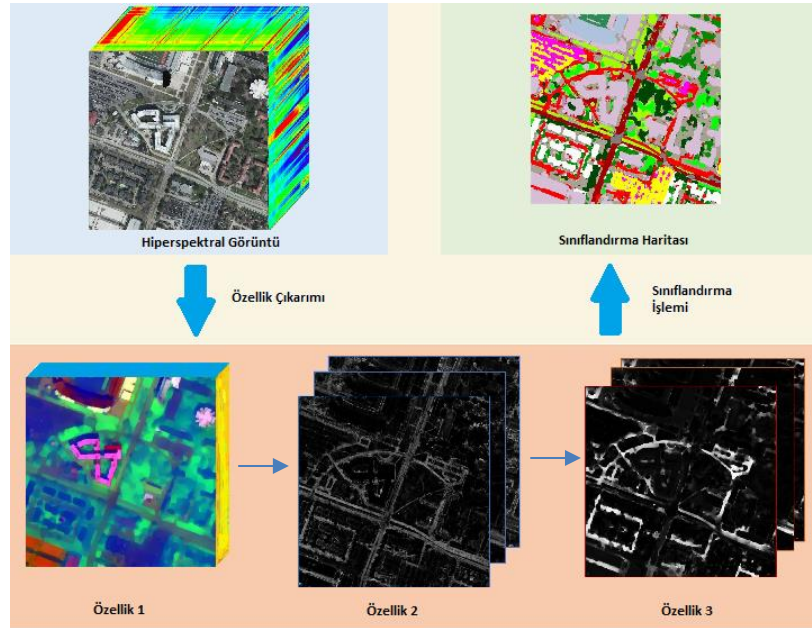 Hiperspektral Görüntü
Sınıflandırma Haritası
Özellik Çıkarımı
Sınıflandırma
İşlemi
Özellik 1
Özellik 2
Özellik 3